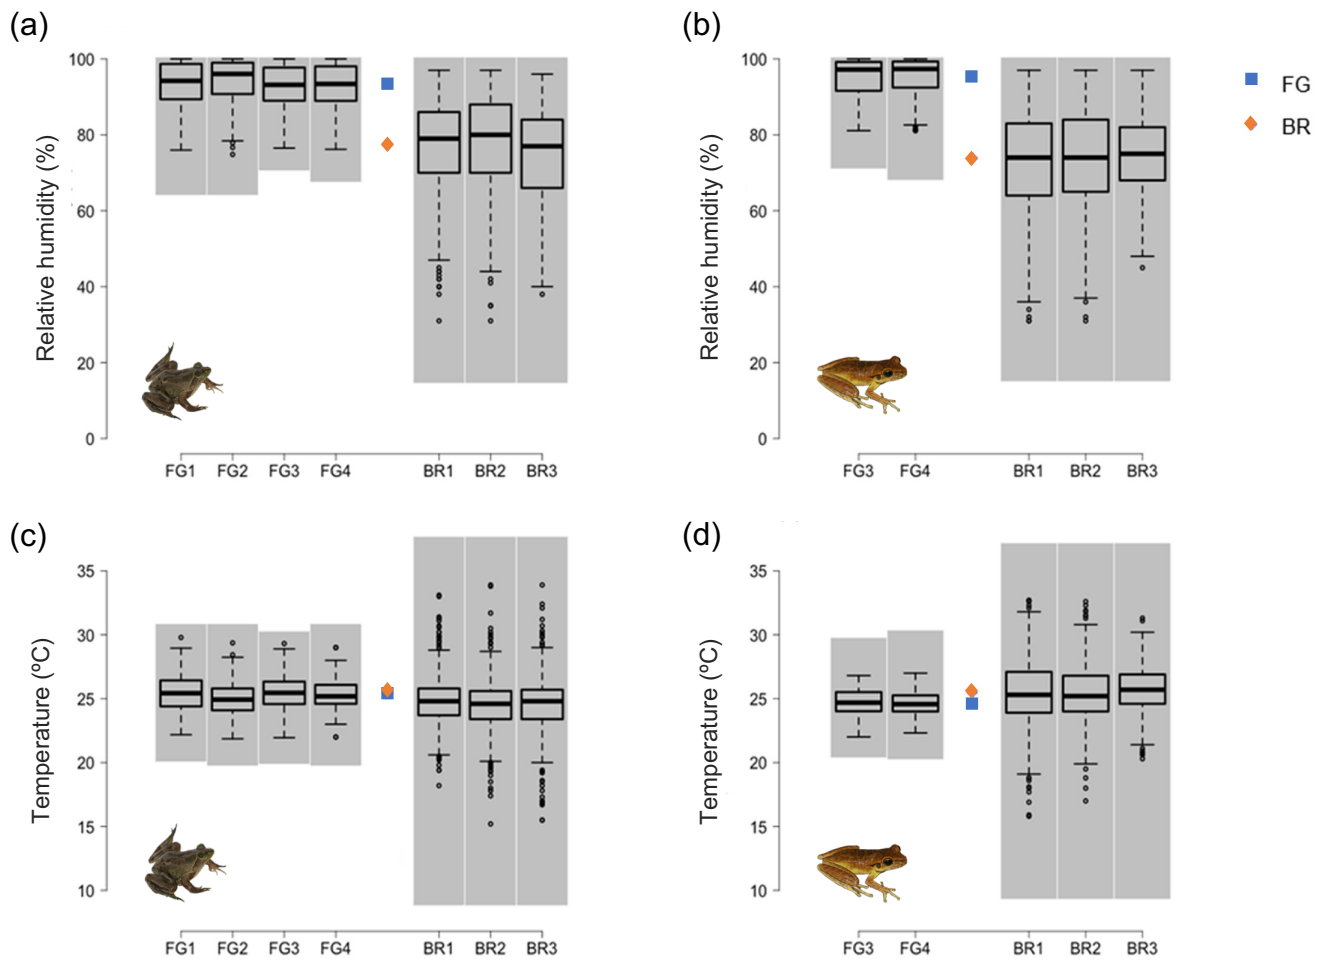 (a)
100
80
60
40
20
0
Relative humidity (%)
FG1 FG2 FG3 FG4 BR1 BR2 BR3
(b)
100
80
60
40
20
0
Relative humidity (%)
FG3 FG4 BR1 BR2 BR3
FG
BR
(c)
35
30
25
20
15
10
Temperature (ºC)
FG1 FG2 FG3 FG4 BR1 BR2 BR3
(d)
35
30
25
20
15
10
Temperature (ºC)
FG3 FG4 BR1 BR2 BR3